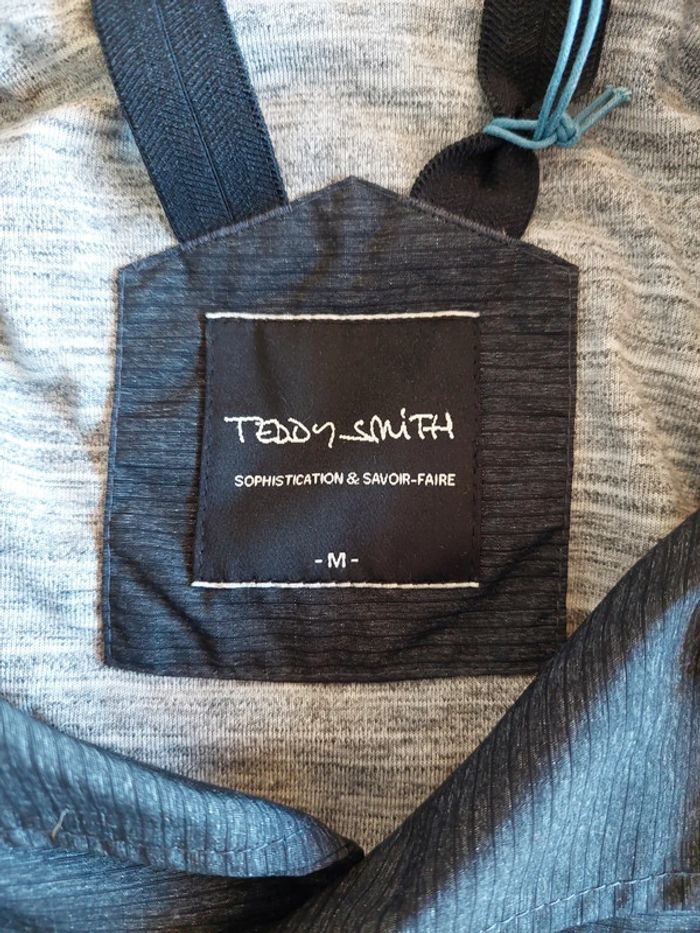 TEDDY SMITH
SOPHISTICATION & SAVOIR-FAIRE
-M-